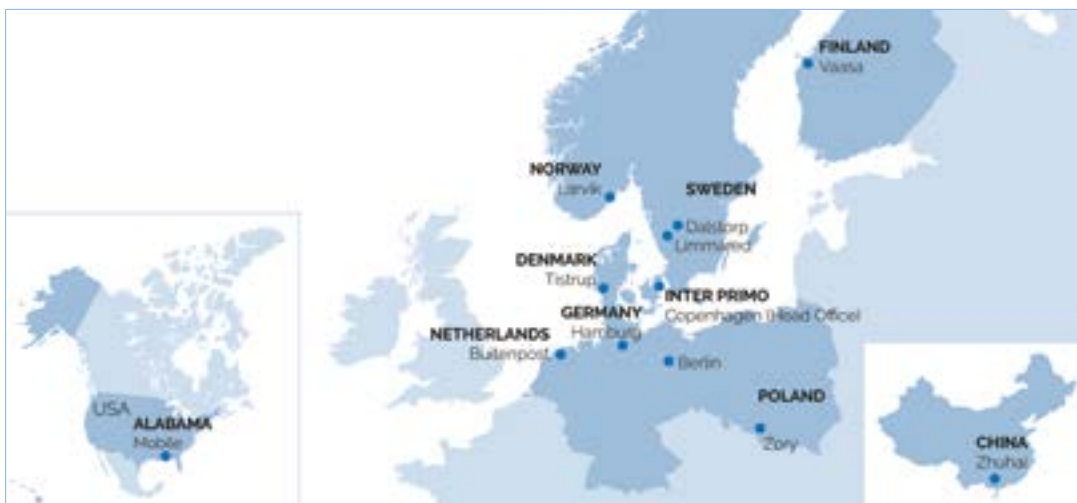 FINLAND
Vaasa
NORWAY
Larvik
SWEDEN
Dalstorp
Limmared
DENMARK
Tistrup
INTER PRIMO
Copenhagen (Head Office)
GERMANY
Hamburg
NETHERLANDS
Buitenpost
Berlin
POLAND
Zory
USA
ALABAMA
Mobile
CHINA
Zhuhai